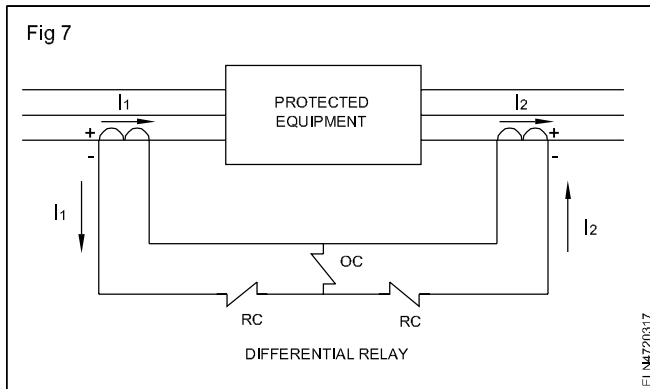 Fig 7
I1
PROTECTED
EQUIPMENT
I2
+
-
+
-
I1
I2
OC
RC
RC
DIFFERENTIAL RELAY
ELN4720317